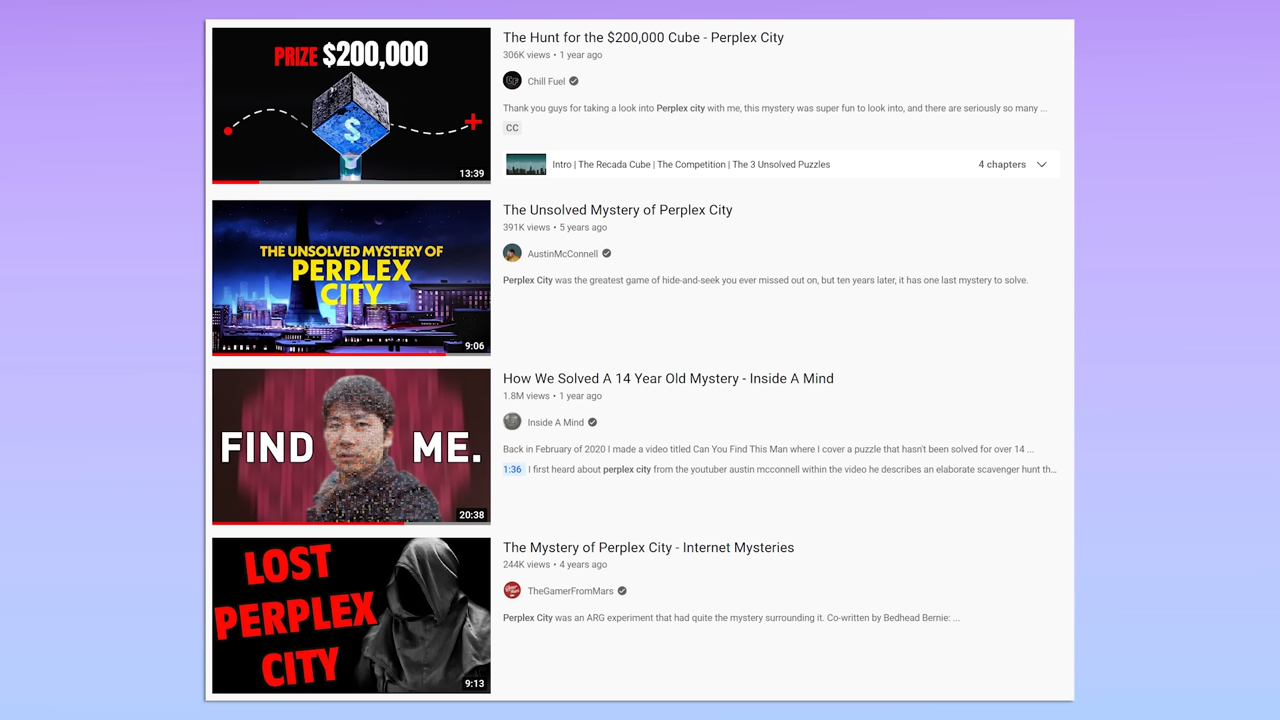 PRIZE $200,000
$
13:39
The Hunt for the $200,000 Cube - Perplex City
306K views • 1 year ago
CF Chill Fuel
Thank you guys for taking a look into Perplex city with me, this mystery was super fun to look into, and there are seriously so many ...
CC
Intro | The Recada Cube | The Competition | The 3 Unsolved Puzzles
4 chapters
THE UNSOLVED MYSTERY OF
PERPLEX
CITY
9:06
The Unsolved Mystery of Perplex City
391K views • 5 years ago
AustinMcConnell
Perplex City was the greatest game of hide-and-seek you ever missed out on, but ten years later, it has one last mystery to solve.
FIND ME.
20:38
How We Solved A 14 Year Old Mystery - Inside A Mind
1.8M views • 1 year ago
Inside A Mind
Back in February of 2020 I made a video titled Can You Find This Man where I cover a puzzle that hasn't been solved for over 14 ...
1:36 I first heard about perplex city from the youtuber austin mcconnell within the video he describes an elaborate scavenger hunt th...
LOST
PERPLEX
CITY
9:13
The Mystery of Perplex City - Internet Mysteries
244K views • 4 years ago
TheGamerFromMars
Perplex City was an ARG experiment that had quite the mystery surrounding it. Co-written by Bedhead Bernie: ...